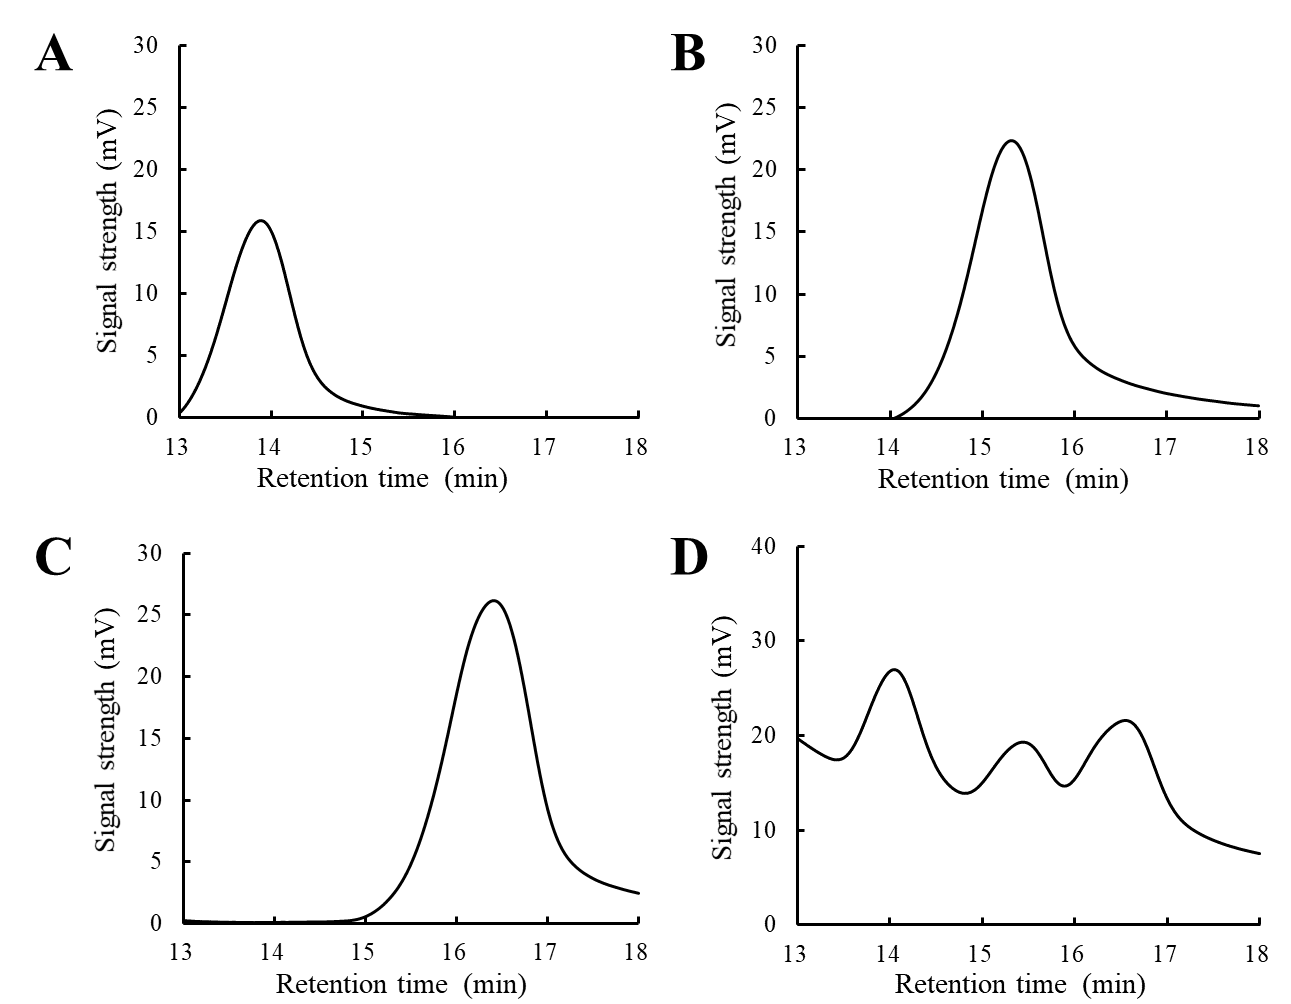 A
Signal strength (mV)
30
25
20
15
10
5
0
13 14 15 16 17 18
Retention time (min)
B
Signal strength (mV)
30
25
20
15
10
5
0
13 14 15 16 17 18
Retention time (min)
C
Signal strength (mV)
30
25
20
15
10
5
0
13 14 15 16 17 18
Retention time (min)
D
Signal strength (mV)
40
30
20
10
0
13 14 15 16 17 18
Retention time (min)